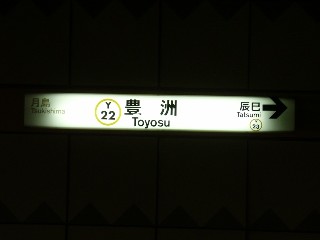 月島
Tsukishima
Y
22
豊洲
Toyosu
辰巳
Tatsumi
Y
23